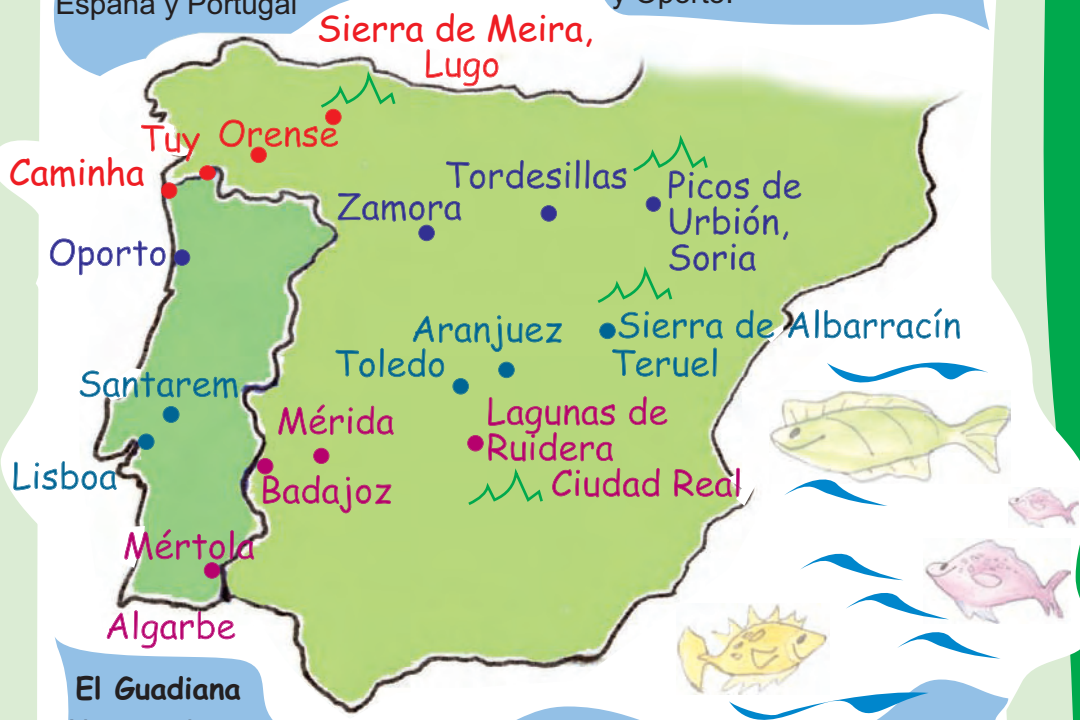 España y Portugal
y Oporto.
Sierra de Meira,
Lugo
Tuy
Orense
Caminha
Tordesillas
Zamora
Picos de
Urbión,
Soria
Oporto
Aranjuez
Sierra de Albarracín
Teruel
Toledo
Santarem
Mérida
Lagunas de
Ruidera
Ciudad Real
Lisboa
Badajoz
Mértola
Algarbe
El Guadiana